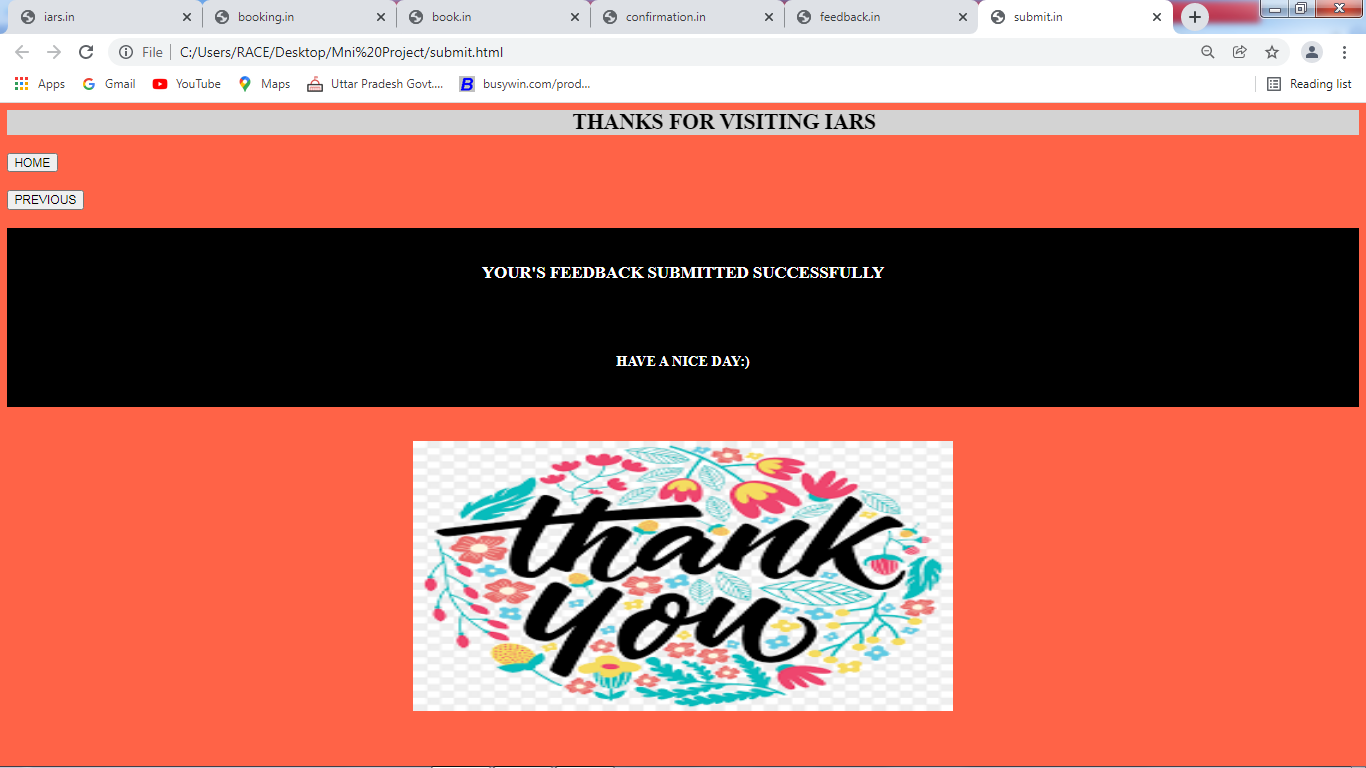 iars.in
booking.in
book.in
confirmation.in
feedback.in
submit.in
File
C:/Users/RACE/Desktop/Mni%20Project/submit.html
Apps
Gmail
YouTube
Maps
Uttar Pradesh Govt....
B
busywin.com/prod...
Reading list
THANKS FOR VISITING IARS
HOME
PREVIOUS
YOUR'S FEEDBACK SUBMITTED SUCCESSFULLY
HAVE A NICE DAY:)
thank
you